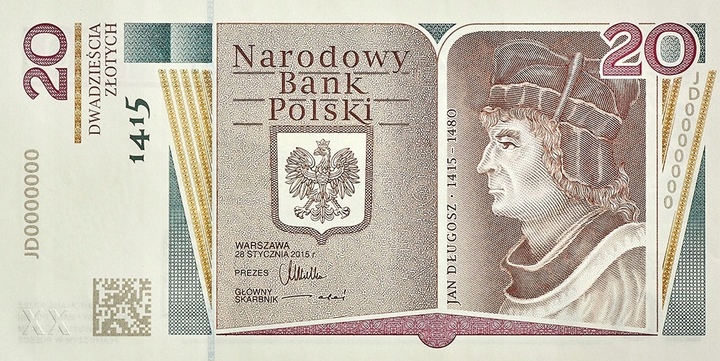 20
DWADZIEŚCIA
ZŁOTYCH
1415
JD0000000
XX
Narodowy
Bank
Polski
WARSZAWA
28 STYCZNIA 2015 r.
PREZES
GŁÓWNY
SKARBNIK
JAN DŁUGOSZ · 1415 – 1480
20
JD0000000